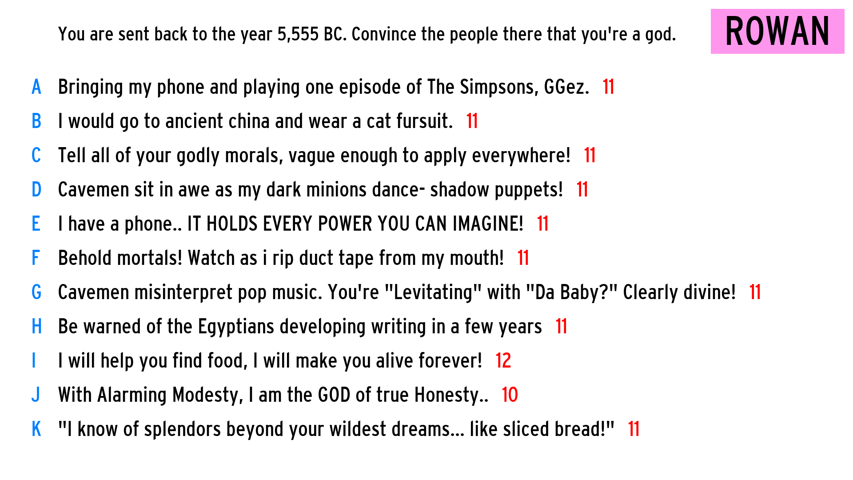 You are sent back to the year 5,555 BC. Convince the people there that you're a god.
ROWAN
A Bringing my phone and playing one episode of The Simpsons, GGez. 11
B I would go to ancient china and wear a cat fursuit. 11
C Tell all of your godly morals, vague enough to apply everywhere! 11
D Cavemen sit in awe as my dark minions dance- shadow puppets! 11
E I have a phone.. IT HOLDS EVERY POWER YOU CAN IMAGINE! 11
F Behold mortals! Watch as i rip duct tape from my mouth! 11
G Cavemen misinterpret pop music. You're "Levitating" with "Da Baby?" Clearly divine! 11
H Be warned of the Egyptians developing writing in a few years 11
I I will help you find food, I will make you alive forever! 12
J With Alarming Modesty, I am the GOD of true Honesty.. 10
K "I know of splendors beyond your wildest dreams... like sliced bread!" 11